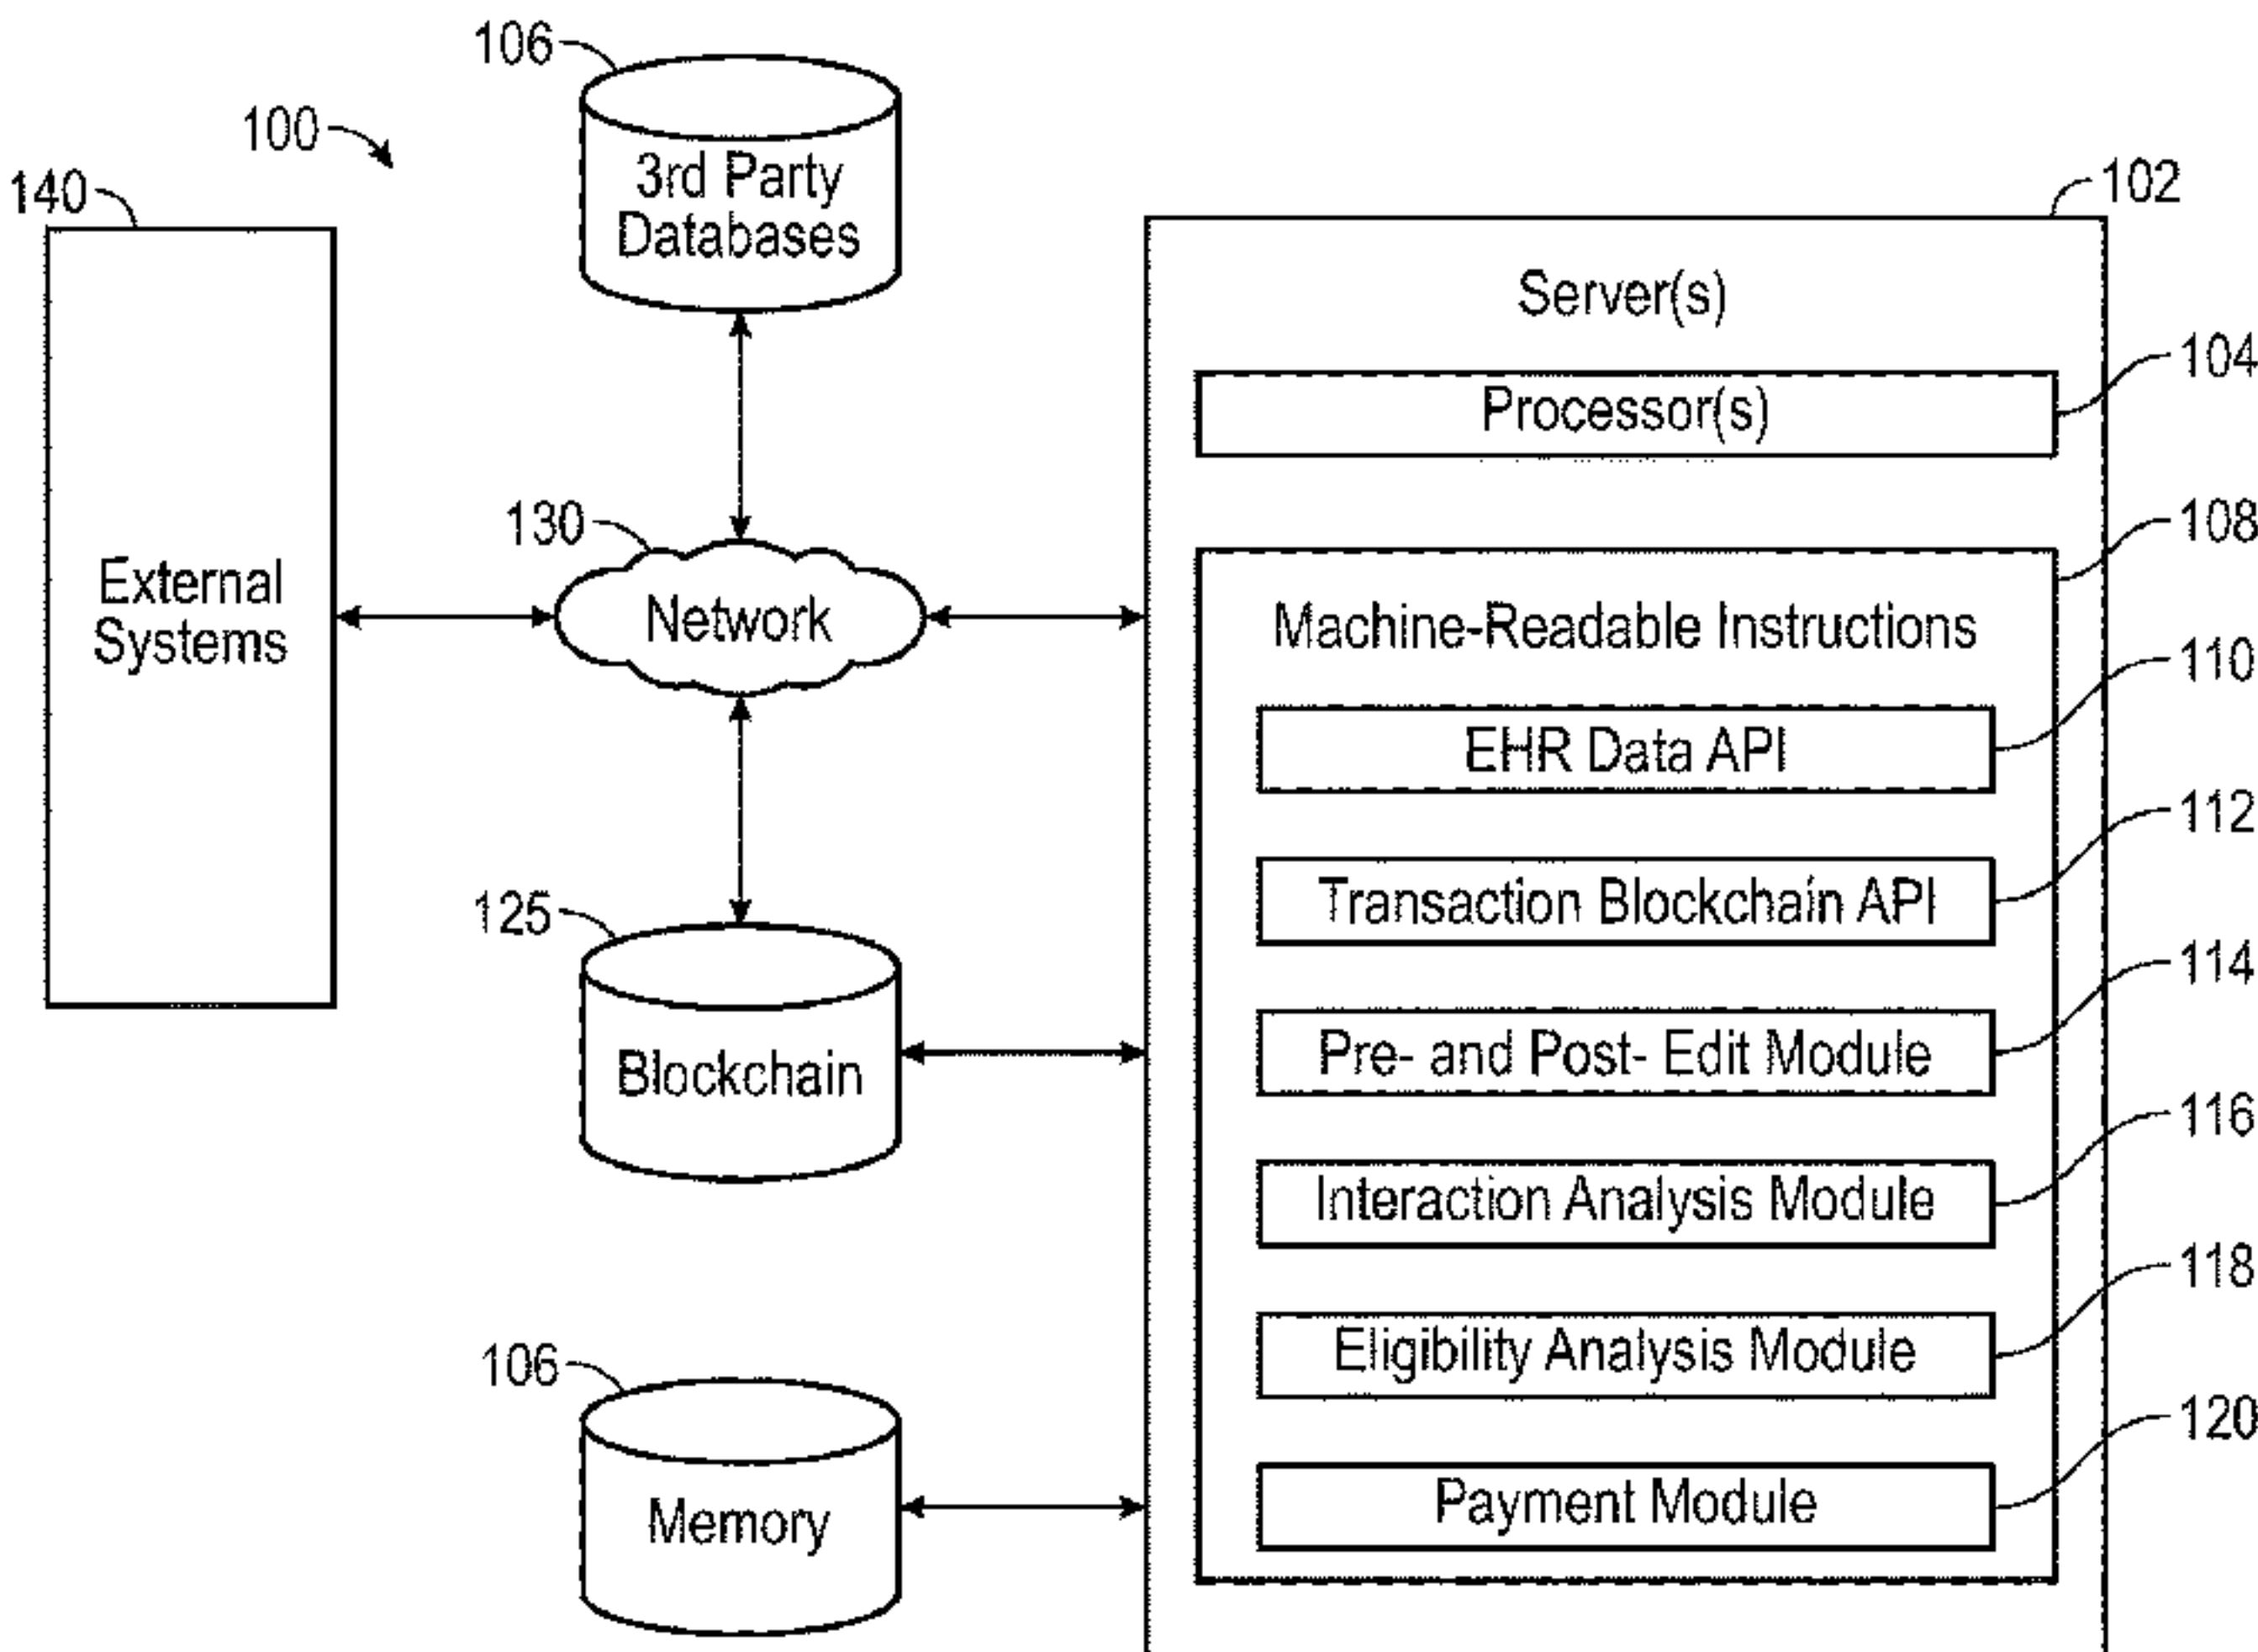 106
100
3rd Party
Databases
140
102
Server(s)
104
Processor(s)
130
108
External
Systems
Network
Machine-Readable Instructions
110
EHR Data API
112
125
Transaction Blockchain API
114
Blockchain
Pre- and Post- Edit Module
116
Interaction Analysis Module
118
106
Eligibility Analysis Module
120
Memory
Payment Module